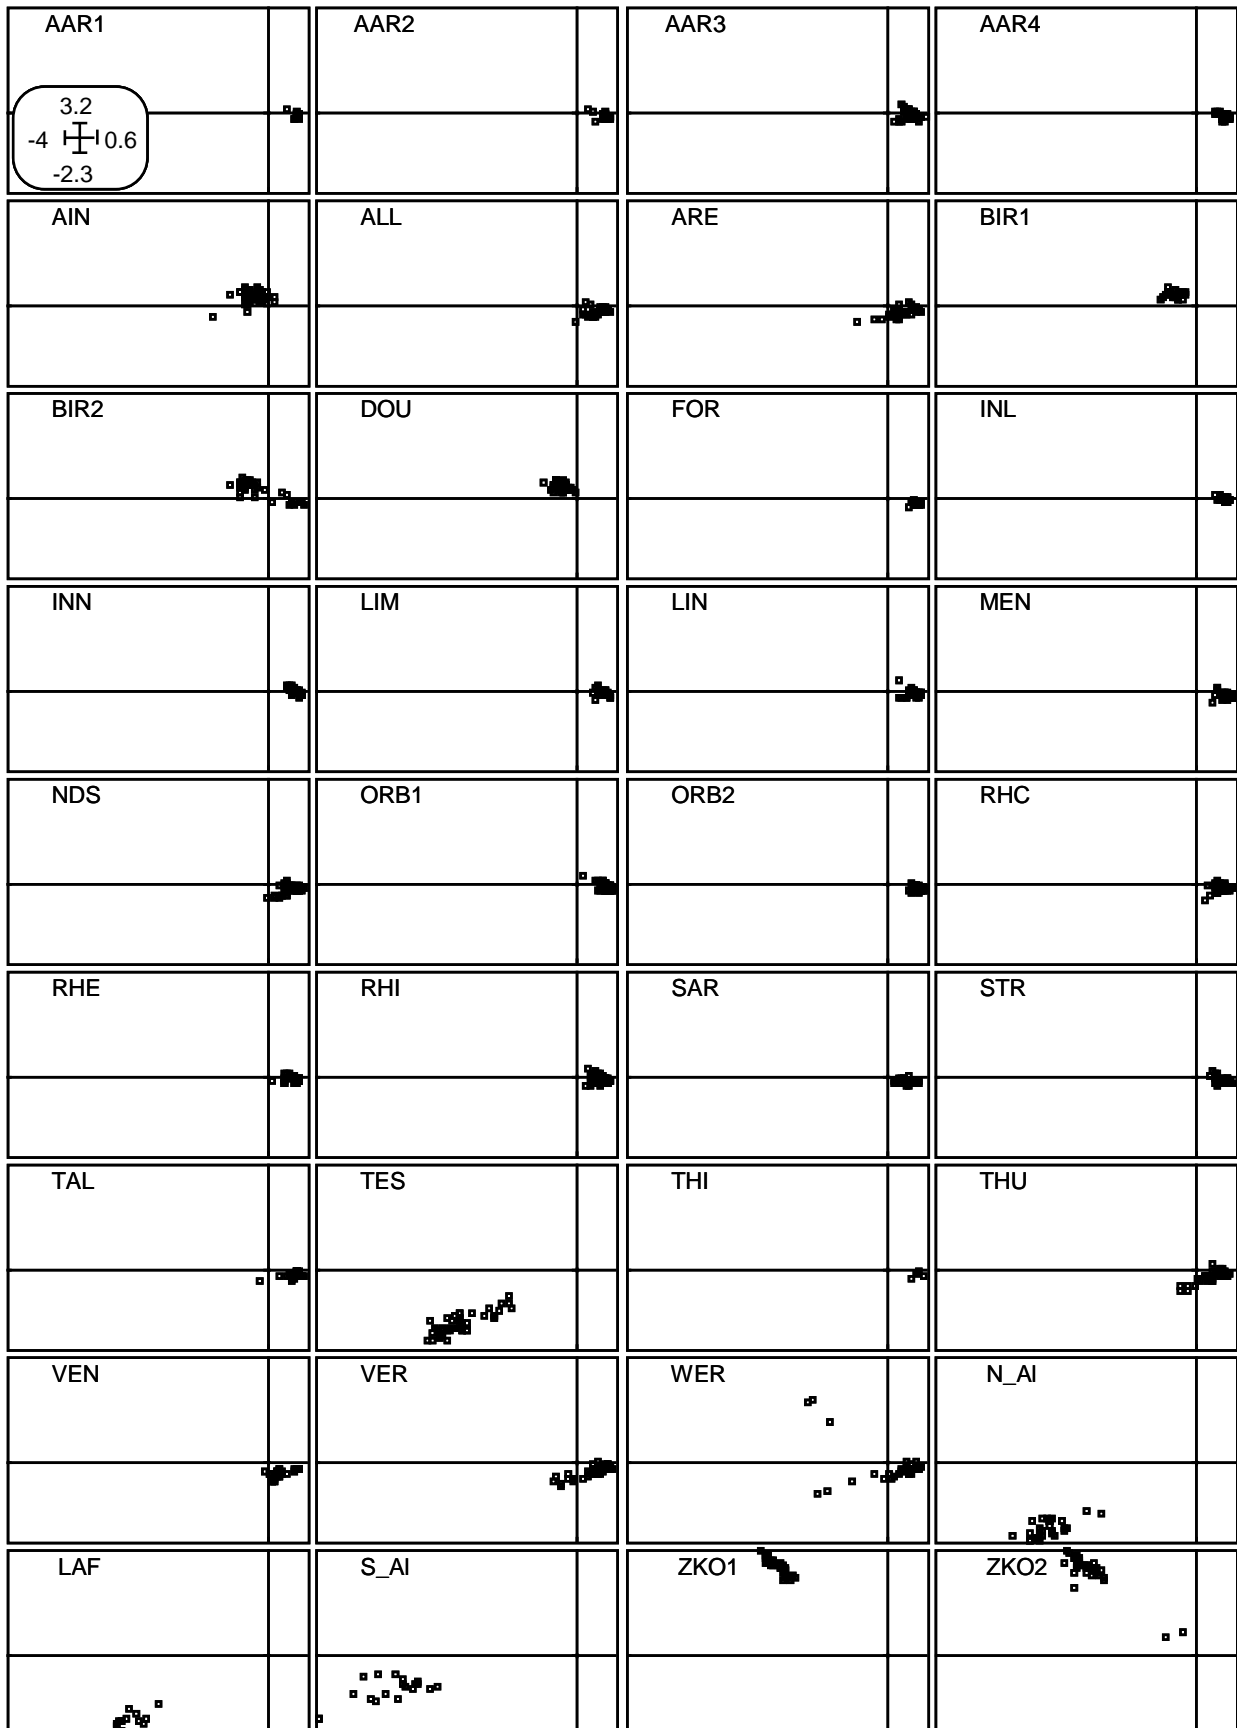 AAR1 AAR2 AAR3 AAR4
3.2
-4 0.6
-2.3
AIN ALL ARE BIR1
BIR2 DOU FOR INL
INN LIM LIN MEN
NDS ORB1 ORB2 RHC
RHE RHI SAR STR
TAL TES THI THU
VEN VER WER N_AI
LAF S_AI ZKO1 ZKO2